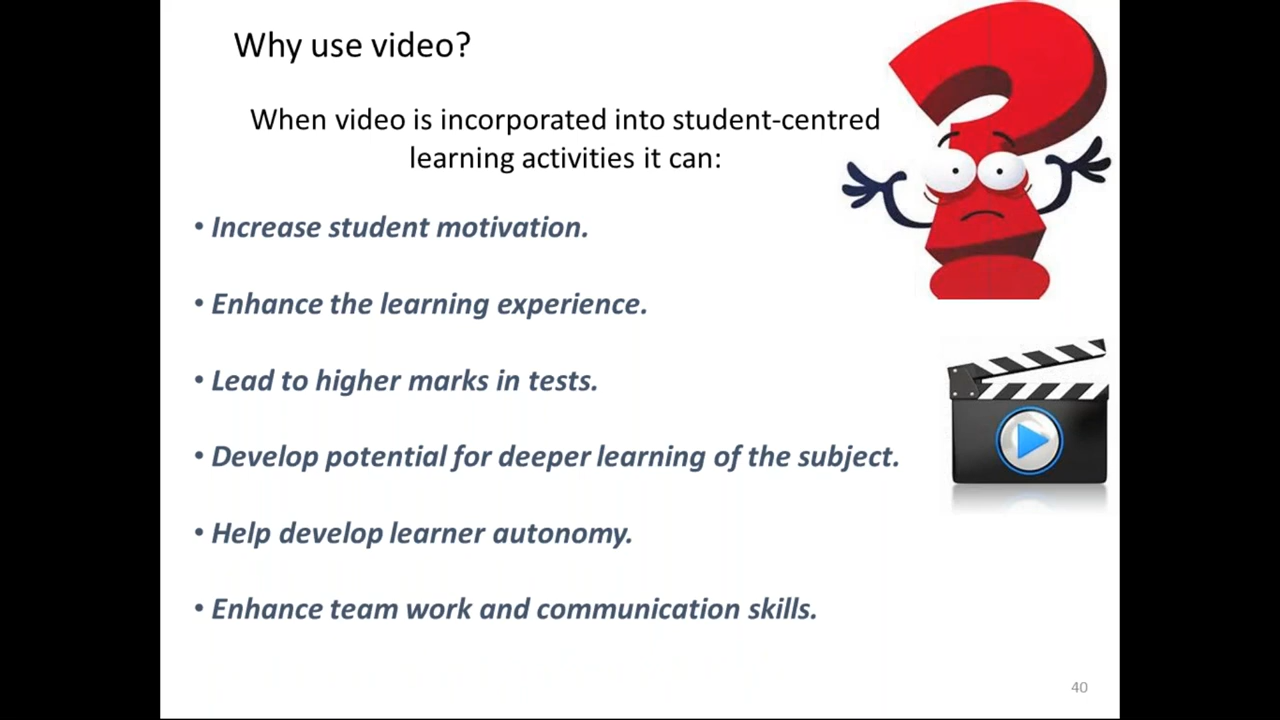 Why use video?
When video is incorporated into student-centred
learning activities it can:
• Increase student motivation.
• Enhance the learning experience.
• Lead to higher marks in tests.
• Develop potential for deeper learning of the subject.
• Help develop learner autonomy.
• Enhance team work and communication skills.
40